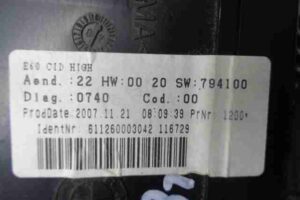 E60 CID HIGH
Aend.:22 HW:00 20 SW:794100
Diag.:0740 Cod.:00
ProdDate 2007.11.21 08:09:39 PrNr: 1200*
IdentNr: 611260003042 116729